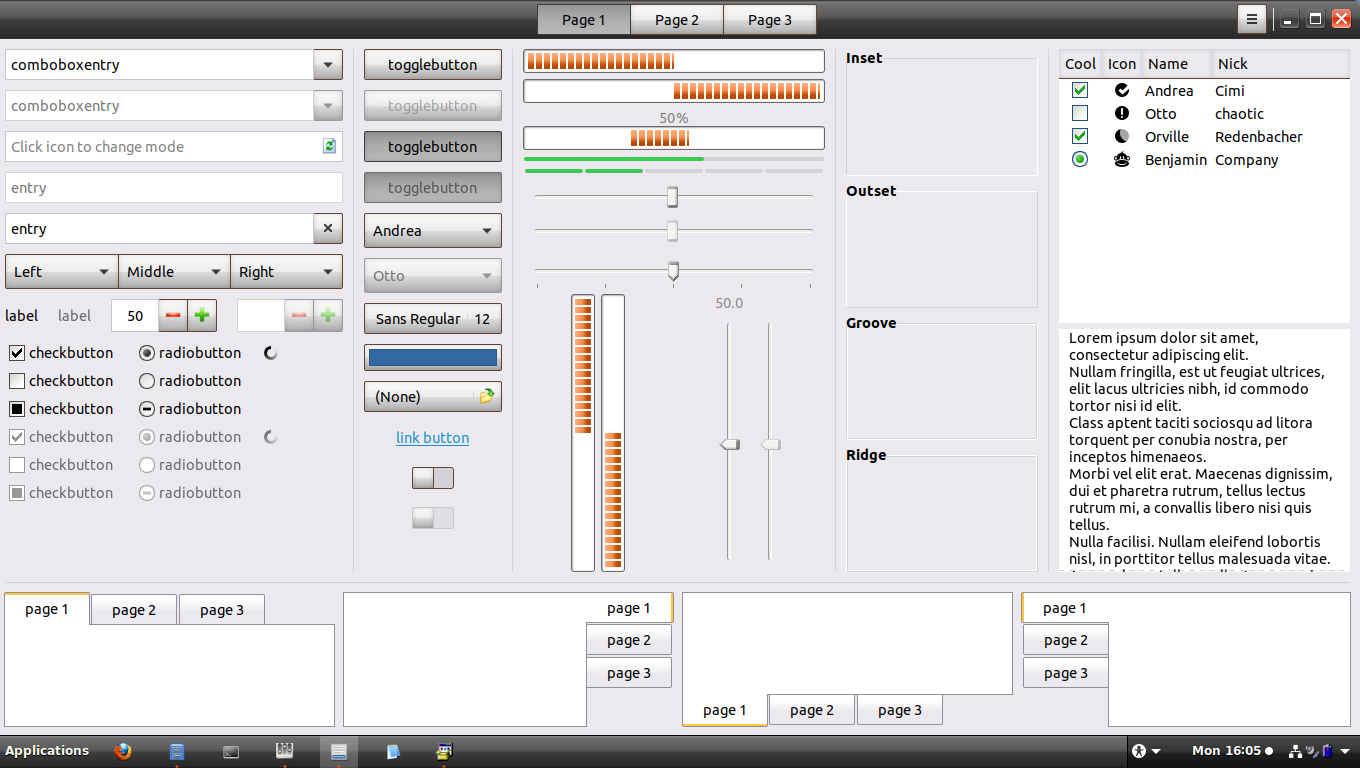 Page 1
Page 2
Page 3
comboboxentry
comboboxentry
Click icon to change mode
entry
entry
Left
Middle
Right
label
label
50
checkbutton
radiobutton
checkbutton
radiobutton
checkbutton
radiobutton
checkbutton
radiobutton
checkbutton
radiobutton
checkbutton
radiobutton
togglebutton
togglebutton
togglebutton
togglebutton
Andrea
Otto
Sans Regular 12
(None)
link button
50%
50.0
Inset
Outset
Groove
Ridge
Cool Icon Name Nick
Andrea Cimi
Otto chaotic
Orville Redenbacher
Benjamin Company
Lorem ipsum dolor sit amet,
consectetur adipiscing elit.
Nullam fringilla, est ut feugiat ultrices,
elit lacus ultricies nibh, id commodo
tortor nisi id elit.
Class aptent taciti sociosqu ad litora
torquent per conubia nostra, per
inceptos himenaeos.
Morbi vel elit erat. Maecenas dignissim,
dui et pharetra rutrum, tellus lectus
rutrum mi, a convallis libero nisi quis
tellus.
Nulla facilisi. Nullam eleifend lobortis
nisl, in porttitor tellus malesuada vitae.
page 1
page 2
page 3
page 1
page 2
page 3
page 1
page 2
page 3
page 1
page 2
page 3
Applications
Mon 16:05